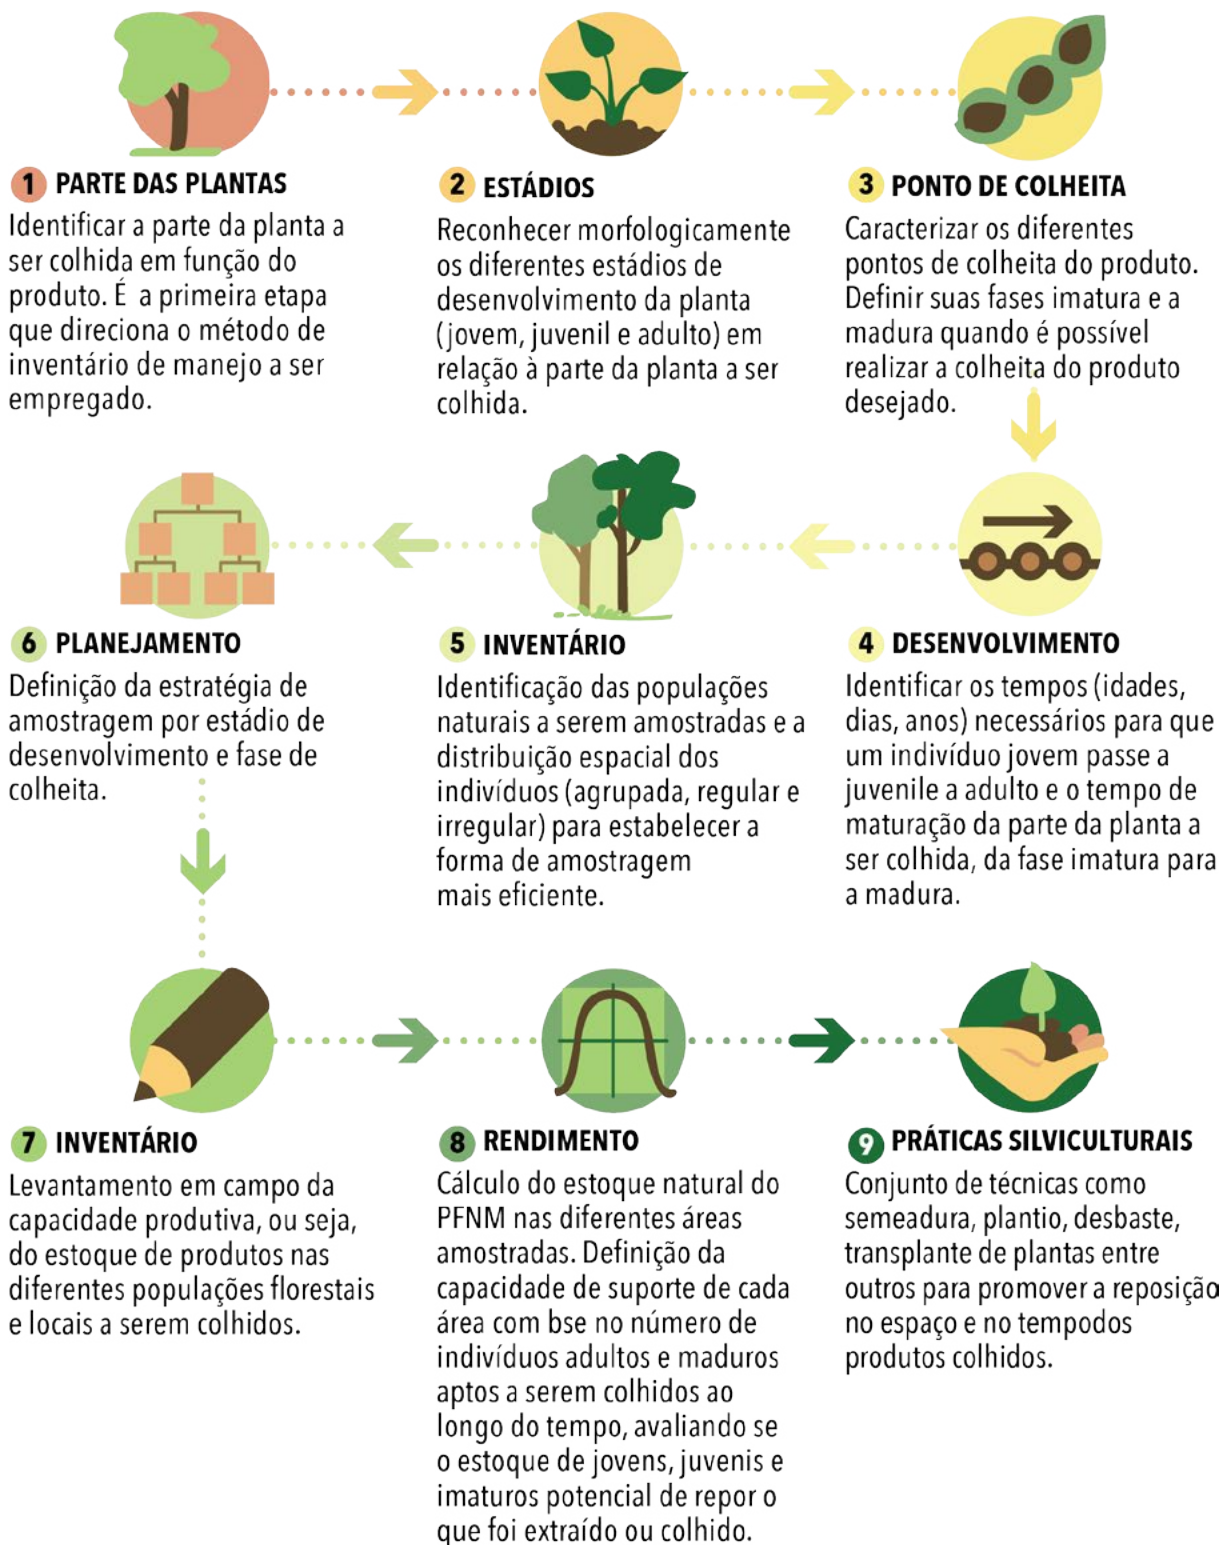 1 PARTE DAS PLANTAS
Identificar a parte da planta a
ser colhida em função do
produto. É a primeira etapa
que direciona o método de
inventário de manejo a ser
empregado.
2 ESTÁDIOS
Reconhecer morfologicamente
os diferentes estádios de
desenvolvimento da planta
(jovem, juvenil e adulto) em
relação à parte da planta a ser
colhida.
3 PONTO DE COLHEITA
Caracterizar os diferentes
pontos de colheita do produto.
Definir suas fases imatura e a
madura quando é possível
realizar a colheita do produto
desejado.
4 DESENVOLVIMENTO
Identificar os tempos (idades,
dias, anos) necessários para que
um indivíduo jovem passe a
juvenile a adulto e o tempo de
maturação da parte da planta a
ser colhida, da fase imatura para
a madura.
5 INVENTÁRIO
Identificação das populações
naturais a serem amostradas e a
distribuição espacial dos
indivíduos (agrupada, regular e
irregular) para estabelecer a
forma de amostragem
mais eficiente.
6 PLANEJAMENTO
Definição da estratégia de
amostragem por estádio de
desenvolvimento e fase de
colheita.
7 INVENTÁRIO
Levantamento em campo da
capacidade produtiva, ou seja,
do estoque de produtos nas
diferentes populações florestais
e locais a serem colhidos.
8 RENDIMENTO
Cálculo do estoque natural do
PFNM nas diferentes áreas
amostradas. Definição da
capacidade de suporte de cada
área com bse no número de
indivíduos adultos e maduros
aptos a serem colhidos ao
longo do tempo, avaliando se
o estoque de jovens, juvenis e
imaturos potencial de repor o
que foi extraído ou colhido.
9 PRÁTICAS SILVICULTURAIS
Conjunto de técnicas como
semeadura, plantio, desbaste,
transplante de plantas entre
outros para promover a reposição
no espaço e no tempodos
produtos colhidos.